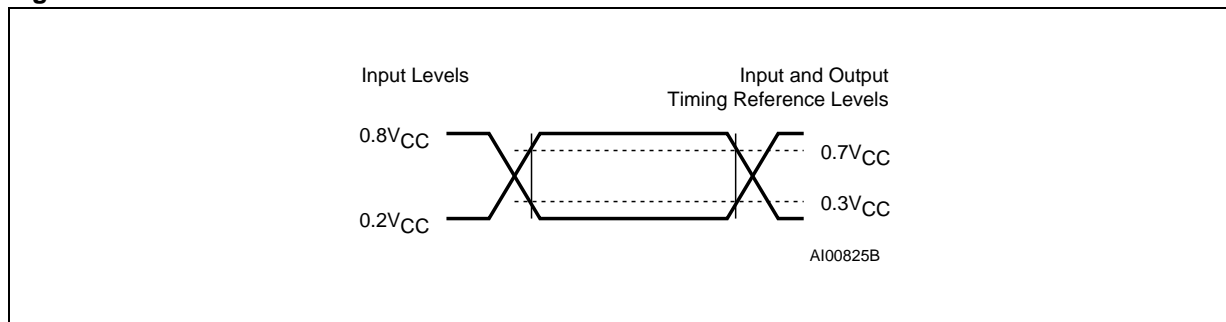 Input Levels
Input and Output
Timing Reference Levels
0.8VCC
0.7VCC
0.3VCC
0.2VCC
AI00825B